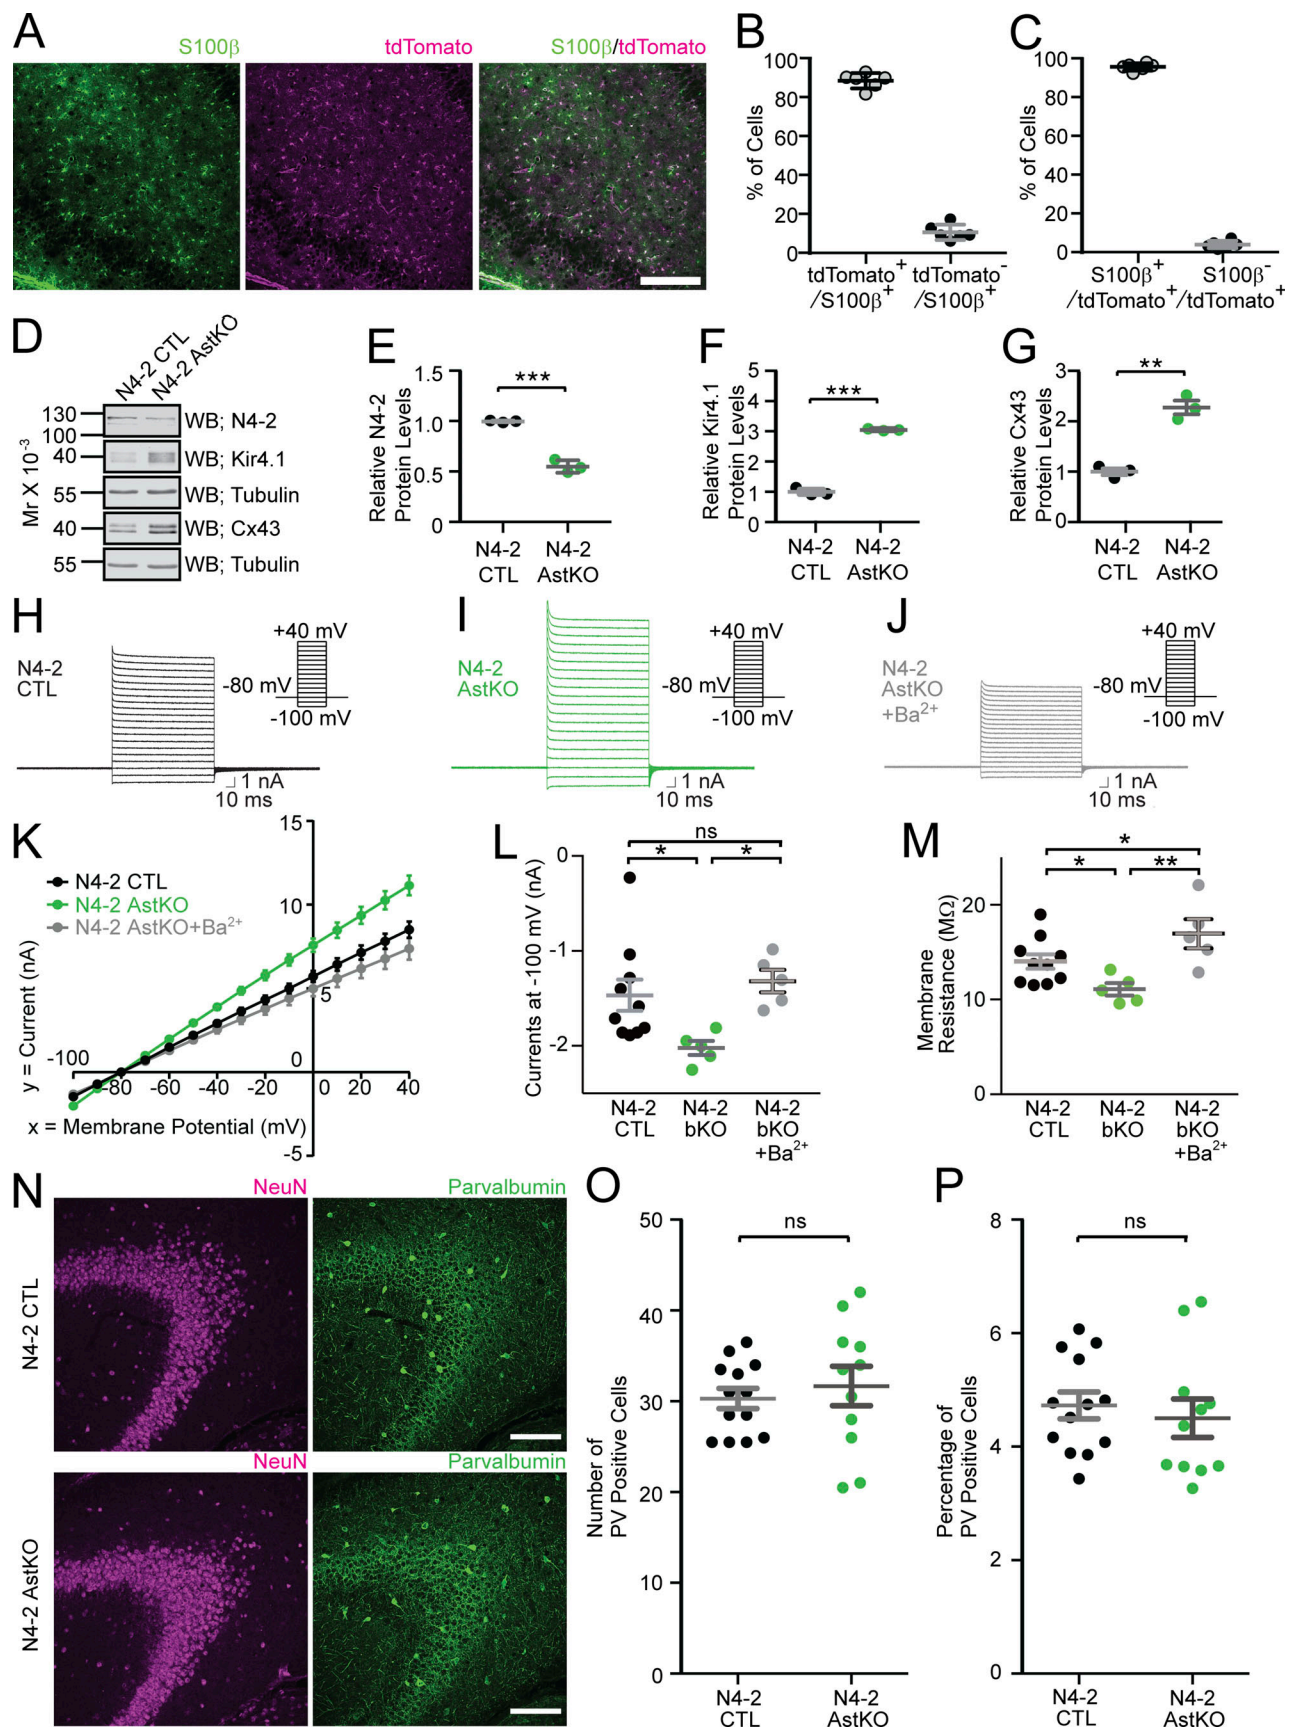 A
S100β
tdTomato
S100β/tdTomato
B
% of Cells
100
80
60
40
20
0
tdTomato⁺ tdTomato⁻
/S100β⁺ /S100β⁺
C
% of Cells
100
80
60
40
20
0
S100β⁺ S100β⁻
/tdTomato⁺ /tdTomato⁺
D
N4-2 CTL
N4-2 AstKO
Mr X 10⁻³
130
100
WB; N4-2
40
WB; Kir4.1
55
WB; Tubulin
40
WB; Cx43
55
WB; Tubulin
E
Relative N4-2
Protein Levels
1.5
1.0
0.5
0
***
N4-2 N4-2
CTL AstKO
F
Relative Kir4.1
Protein Levels
5
4
3
2
1
0
***
N4-2 N4-2
CTL AstKO
G
Relative Cx43
Protein Levels
3
2
1
0
**
N4-2 N4-2
CTL AstKO
H
N4-2
CTL
+40 mV
-80 mV
-100 mV
1 nA
10 ms
I
N4-2
AstKO
+40 mV
-80 mV
-100 mV
1 nA
10 ms
J
N4-2
AstKO
+Ba²⁺
+40 mV
-80 mV
-100 mV
1 nA
10 ms
K
N4-2 CTL
N4-2 AstKO
N4-2 AstKO+Ba²⁺
y = Current (nA)
15
10
5
0
-5
-100
-80 -60 -40 -20 0 20 40
x = Membrane Potential (mV)
L
Currents at -100 mV (nA)
0
-1
-2
ns
* *
N4-2 N4-2 N4-2
CTL bKO bKO
+Ba²⁺
M
Membrane
Resistance (MΩ)
20
10
0
*
* **
N4-2 N4-2 N4-2
CTL bKO bKO
+Ba²⁺
N
NeuN
Parvalbumin
N4-2 CTL
NeuN
Parvalbumin
N4-2 AstKO
O
Number of
PV Positive Cells
50
40
30
20
10
0
ns
N4-2 N4-2
CTL AstKO
P
Percentage of
PV Positive Cells
8
6
4
2
0
ns
N4-2 N4-2
CTL AstKO